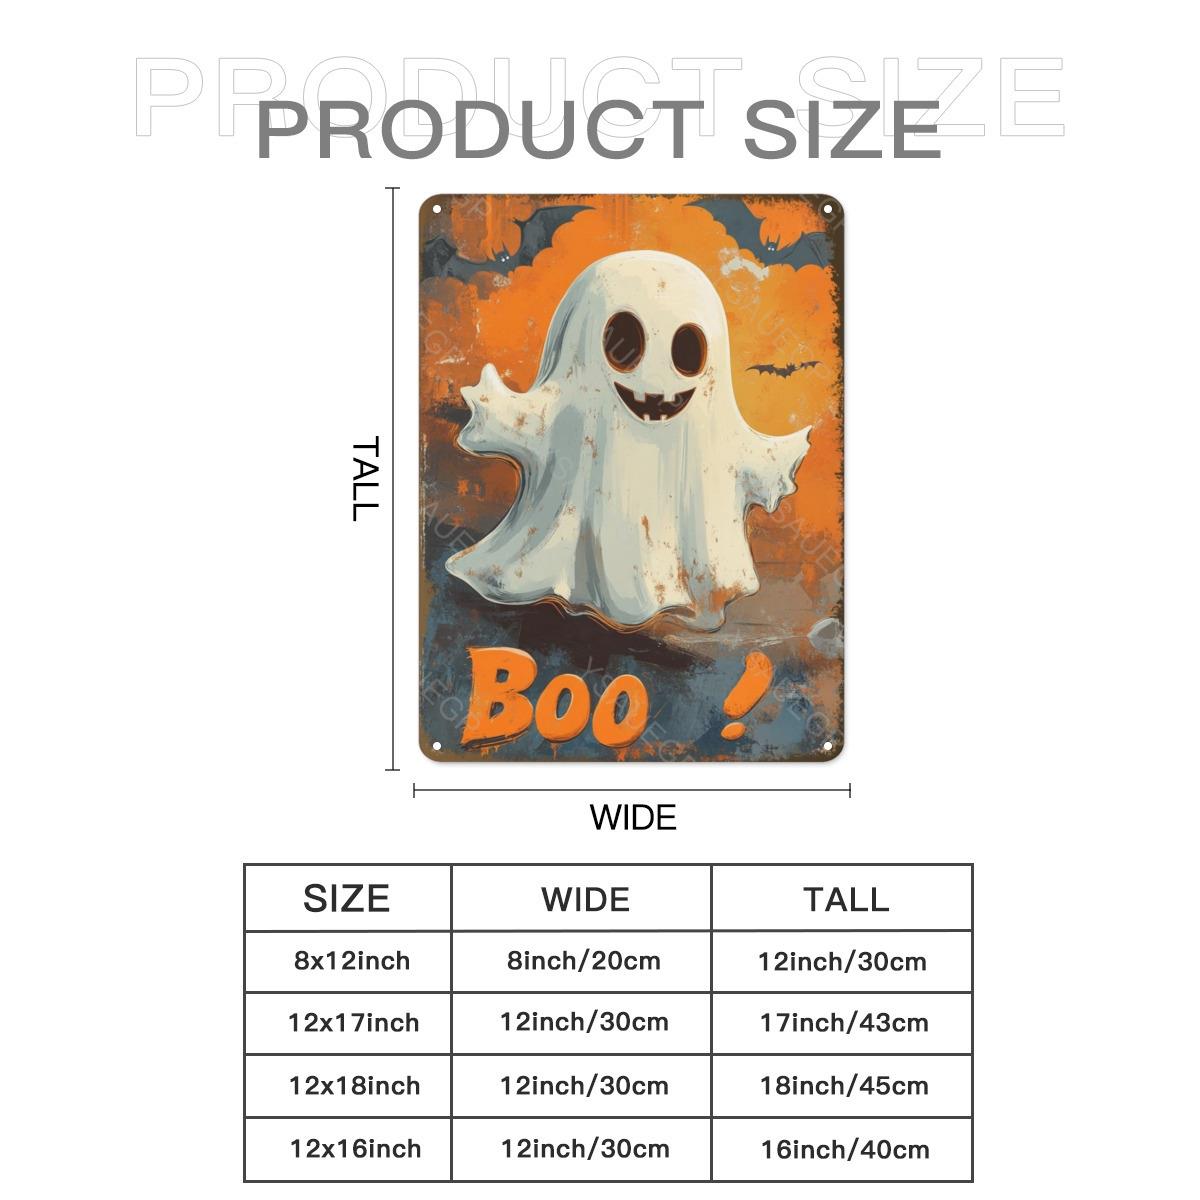 PRODUCT SIZE
PRODUCT SIZE
TALL
BOO !
WIDE
SIZE WIDE TALL
8x12inch 8inch/20cm 12inch/30cm
12x17inch 12inch/30cm 17inch/43cm
12x18inch 12inch/30cm 18inch/45cm
12x16inch 12inch/30cm 16inch/40cm